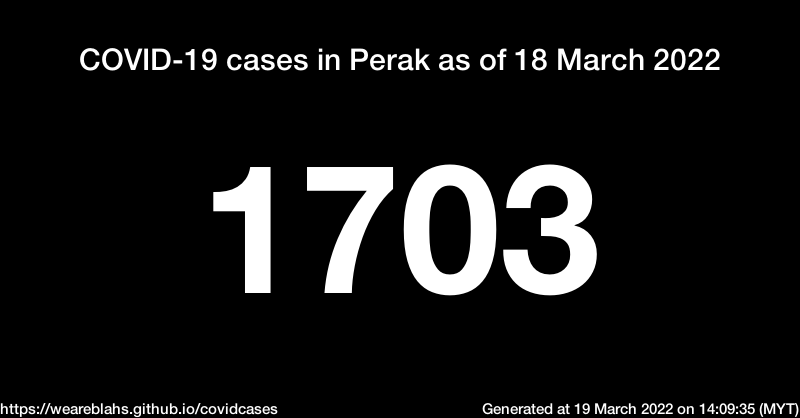 COVID-19 cases in Perak as of 18 March 2022
1703
https://weareblahs.github.io/covidcases
Generated at 19 March 2022 on 14:09:35 (MYT)